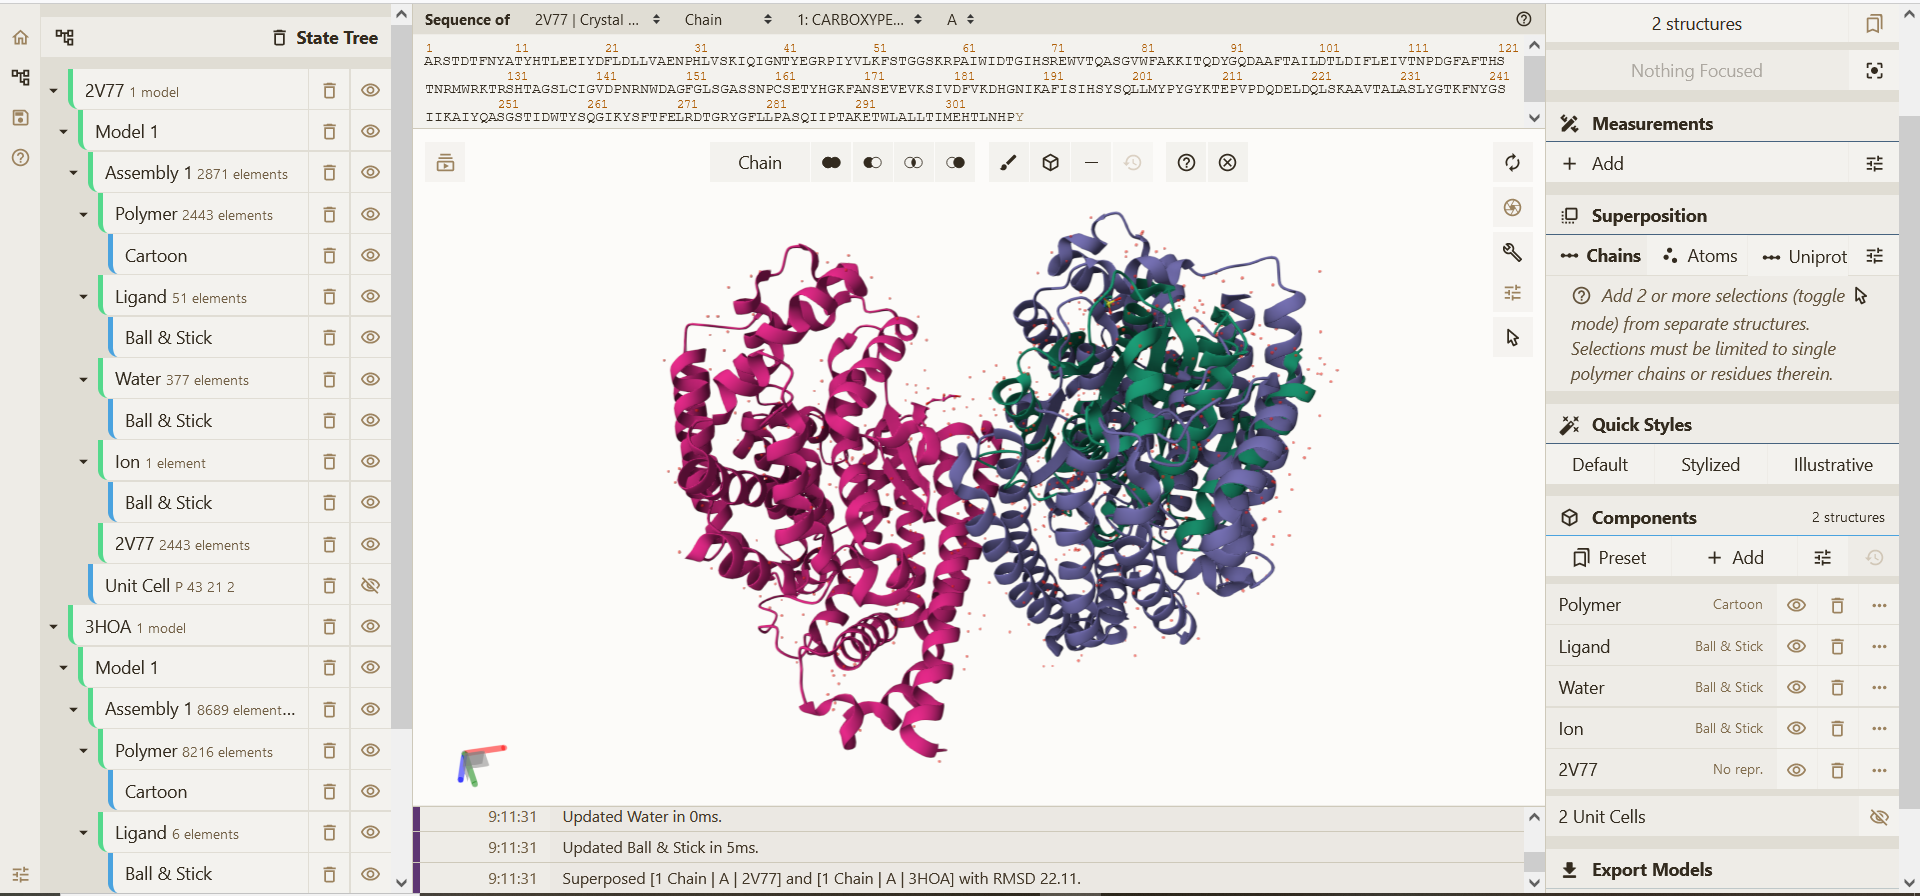 State Tree
2V77 1 model
Model 1
Assembly 1 2871 elements
Polymer 2443 elements
Cartoon
Ligand 51 elements
Ball & Stick
Water 377 elements
Ball & Stick
Ion 1 element
Ball & Stick
2V77 2443 elements
Unit Cell P 43 21 2
3HOA 1 model
Model 1
Assembly 1 8689 element...
Polymer 8216 elements
Cartoon
Ligand 6 elements
Ball & Stick
Sequence of 2V77 | Crystal ... Chain 1: CARBOXYPE... A
1 11 21 31 41 51 61 71 81 91 101 111 121
ARSTDTFNYATYHTLEEIYDFLDLLVAENPHLVSKIQIGNTYEGRPIYVLKFSTGGSKRPAIWIDTGIHSREWVTQASGVWFAKKITQDYGQDAAFTAILDTLDIFLEIVTNPDGFAFTHS
131 141 151 161 171 181 191 201 211 221 231 241
TNRMWRKTRSHTAGSLCIGVDPNRNWDAGFGLSGASSNPCSETYHGKFANSEVEVKSIVDFVKDHGNIKAFISIHSYSQLLMYPYGYKTEPVPDQDELDQLSKAAVTALASLYGTKFNYGS
251 261 271 281 291 301
IIKAIYQASGSTIDWTYSQGIKYSFTFELRDTGRYGFLLPASQIIPTAKETWLALLTIMEHTLNHPY
Chain
9:11:31 Updated Water in 0ms.
9:11:31 Updated Ball & Stick in 5ms.
9:11:31 Superposed [1 Chain | A | 2V77] and [1 Chain | A | 3HOA] with RMSD 22.11.
2 structures
Nothing Focused
Measurements
Add
Superposition
Chains Atoms Uniprot
Add 2 or more selections (toggle
mode) from separate structures.
Selections must be limited to single
polymer chains or residues therein.
Quick Styles
Default Stylized Illustrative
Components 2 structures
Preset Add
Polymer Cartoon
Ligand Ball & Stick
Water Ball & Stick
Ion Ball & Stick
2V77 No repr.
2 Unit Cells
Export Models